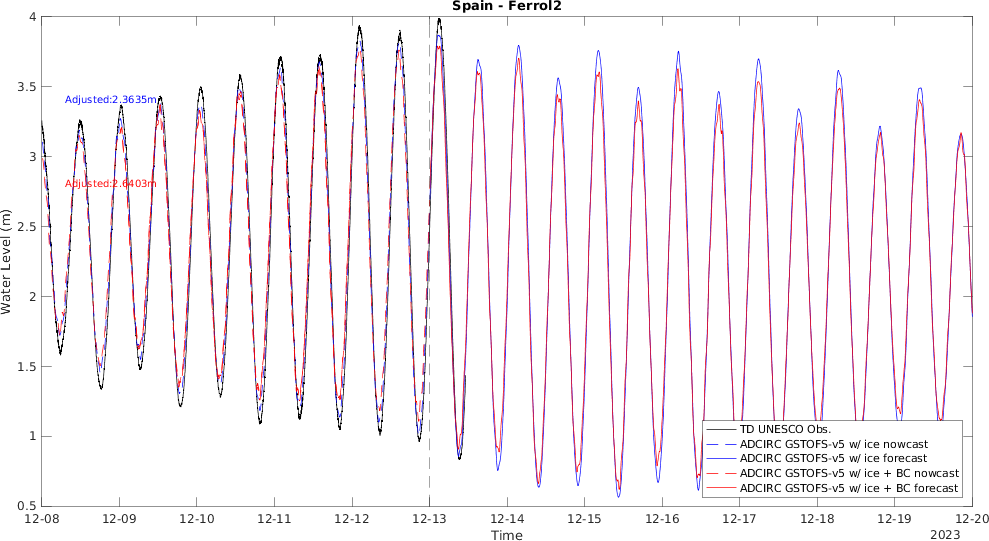 Spain - Ferrol2
4
3.5
3
2.5
2
1.5
1
0.5
Water Level (m)
Adjusted:2.3635m
Adjusted:2.6403m
TD UNESCO Obs.
ADCIRC GSTOFS-v5 w/ ice nowcast
ADCIRC GSTOFS-v5 w/ ice forecast
ADCIRC GSTOFS-v5 w/ ice + BC nowcast
ADCIRC GSTOFS-v5 w/ ice + BC forecast
12-08 12-09 12-10 12-11 12-12 12-13 12-14 12-15 12-16 12-17 12-18 12-19 12-20
Time
2023